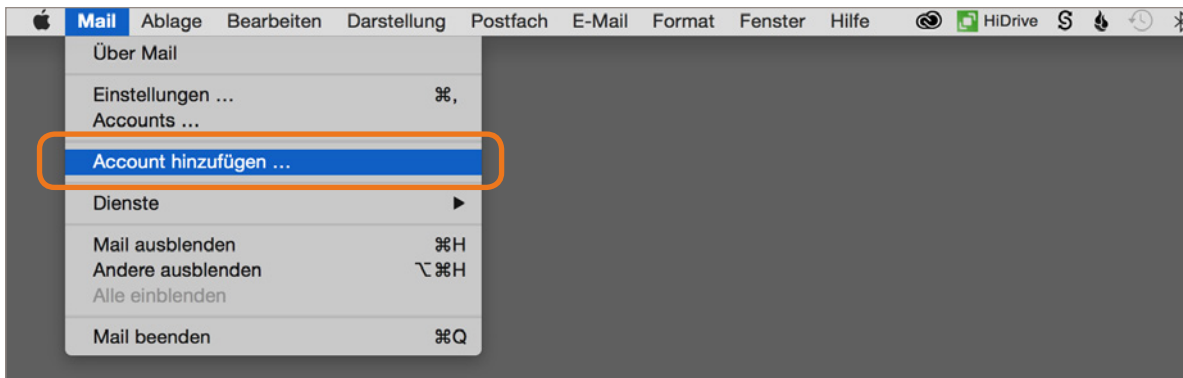 Mail Ablage Bearbeiten Darstellung Postfach E-Mail Format Fenster Hilfe HiDrive
Über Mail
Einstellungen … ⌘,
Accounts …
Account hinzufügen …
Dienste ▶
Mail ausblenden ⌘H
Andere ausblenden ⌥⌘H
Alle einblenden
Mail beenden ⌘Q